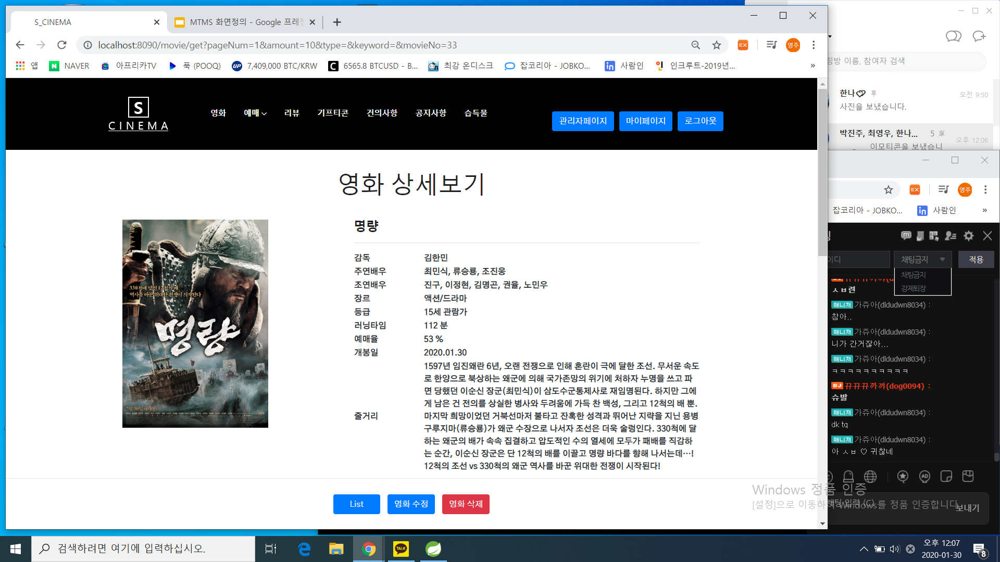 S_CINEMA
MTMS 화면정의 - Google 프레젠
localhost:8090/movie/get?pageNum=1&amount=10&type=&keyword=&movieNo=33
EX
영주
앱
NAVER
아프리카TV
푹 (POOQ)
7,409,000 BTC/KRW
6565.8 BTCUSD - B...
최강 온디스크
잡코리아 - JOBKO...
사람인
인크루트-2019년...
»
S
CINEMA
영화
예매
리뷰
기프티콘
건의사항
공지사항
습득물
관리자페이지
마이페이지
로그아웃
영화 상세보기
330척에 맞선 12척의 배
역사를 바꾼 위대한 전쟁이 시작된다
명량
7월 30일 대개봉
명량
감독 김한민
주연배우 최민식, 류승룡, 조진웅
조연배우 진구, 이정현, 김명곤, 권율, 노민우
장르 액션/드라마
등급 15세 관람가
러닝타임 112 분
예매율 53 %
개봉일 2020.01.30
줄거리
1597년 임진왜란 6년, 오랜 전쟁으로 인해 혼란이 극에 달한 조선. 무서운 속도
로 한양으로 북상하는 왜군에 의해 국가존망의 위기에 처하자 누명을 쓰고 파
면 당했던 이순신 장군(최민식)이 삼도수군통제사로 재임명된다. 하지만 그에
게 남은 건 전의를 상실한 병사와 두려움에 가득 찬 백성, 그리고 12척의 배 뿐.
마지막 희망이었던 거북선마저 불타고 잔혹한 성격과 뛰어난 지략을 지닌 용병
구루지마(류승룡)가 왜군 수장으로 나서자 조선은 더욱 술렁인다. 330척에 달
하는 왜군의 배가 속속 집결하고 압도적인 수의 열세에 모두가 패배를 직감하
는 순간, 이순신 장군은 단 12척의 배를 이끌고 명량 바다를 향해 나서는데…!
12척의 조선 vs 330척의 왜군 역사를 바꾼 위대한 전쟁이 시작된다!
List
영화 수정
영화 삭제
팅방 이름, 참여자 검색
한나
오전 9:50
사진을 보냈습니다.
박진주, 최영우, 한나... 5
오후 12:06
이모티콘을 보냈습니
EX
영주
잡코리아 - JOBKO...
사람인
»
이디
채팅금지
적용
채팅금지
강제퇴장
ㅅㅂ련
매니저 가쥬아(dldudwn8034) :
참아..
매니저 가쥬아(dldudwn8034) :
니가 간거잖아...
매니저 가쥬아(dldudwn8034) :
ㅋㅋㅋㅋㅋㅋㅋㅋㅋㅋ
BJ 뀨뀨뀨까꺄(dog0094) :
슈발
매니저 가쥬아(dldudwn8034) :
dk tq
매니저 가쥬아(dldudwn8034) :
아 ㅅㅂ ♡ 귀찮네
AD
채팅 입력 (C)
보내기
Windows 정품 인증
[설정]으로 이동하여 Windows를 정품 인증합니다.
검색하려면 여기에 입력하십시오.
TALK
오후 12:07
2020-01-30
8